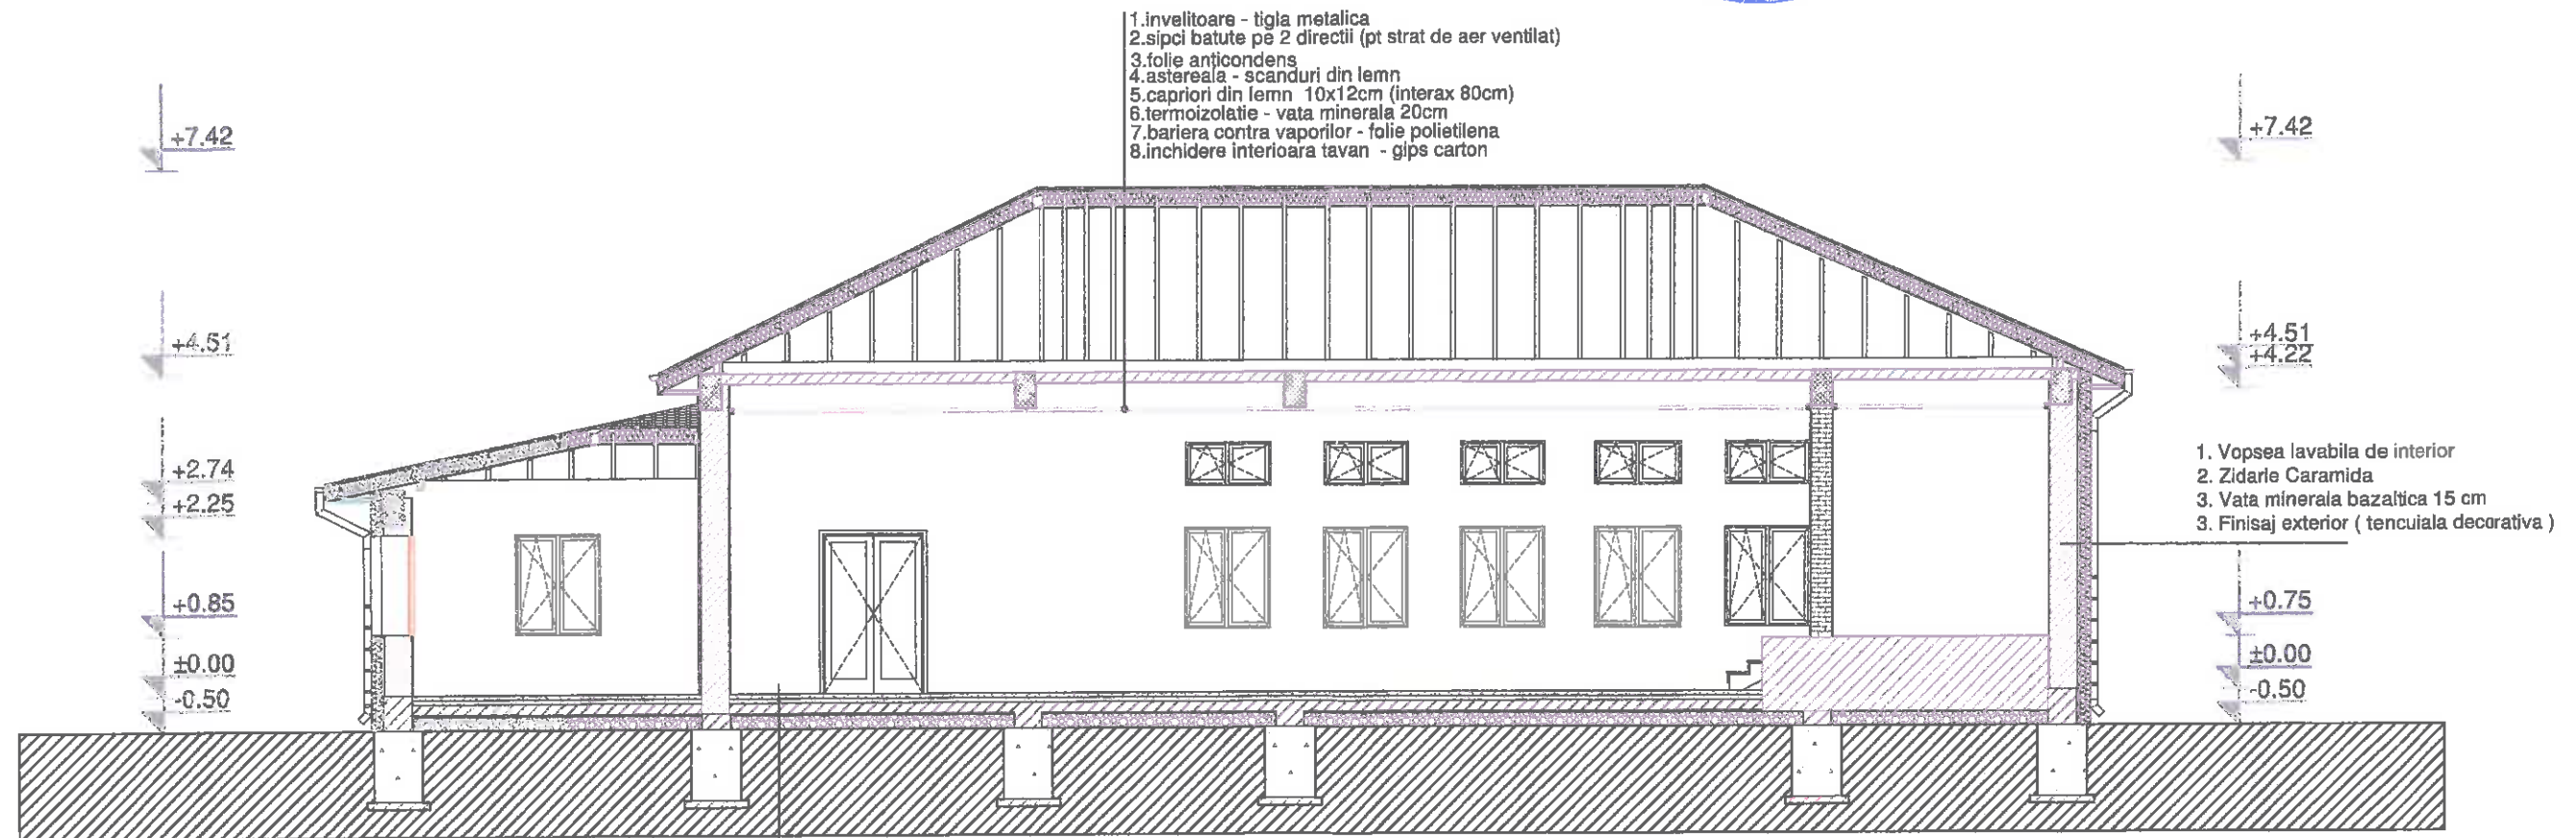 1.invelitoare - tigla metalica
2.sipci batute pe 2 directii (pt strat de aer ventilat)
3.folie anticondens
4.astereala - scanduri din lemn
5.capriori din lemn 10x12cm (interax 80cm)
6.termoizolatie - vata minerala 20cm
7.bariera contra vaporilor - folie polietilena
8.inchidere interioara tavan - gips carton
+7.42
+4.51
+2.74
+2.25
+0.85
±0.00
-0.50
+7.42
+4.51
+4.22
1. Vopsea lavabila de interior
2. Zidarie Caramida
3. Vata minerala bazaltica 15 cm
3. Finisaj exterior ( tencuiala decorativa )
+0.75
±0.00
-0.50